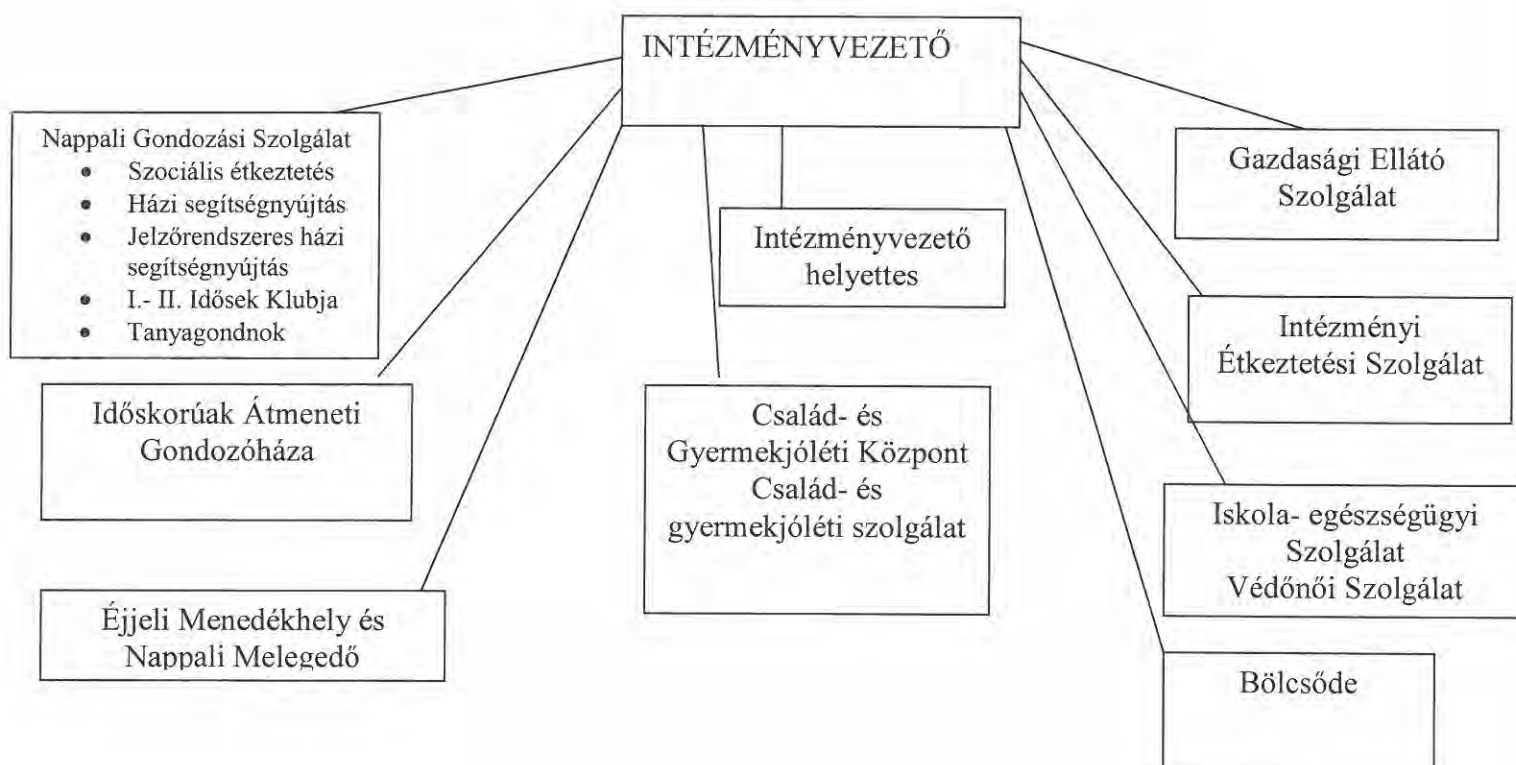 INTÉZMÉNYVEZETŐ
Nappali Gondozási Szolgálat
• Szociális étkeztetés
• Házi segítségnyújtás
• Jelzőrendszeres házi
segítségnyújtás
• I.- II. Idősek Klubja
• Tanyagondnok
Időskorúak Átmeneti
Gondozóháza
Éjjeli Menedékhely és
Nappali Melegedő
Intézményvezető
helyettes
Család- és
Gyermekjóléti Központ
Család- és
gyermekjóléti szolgálat
Gazdasági Ellátó
Szolgálat
Intézményi
Étkeztetési Szolgálat
Iskola- egészségügyi
Szolgálat
Védőnői Szolgálat
Bölcsőde